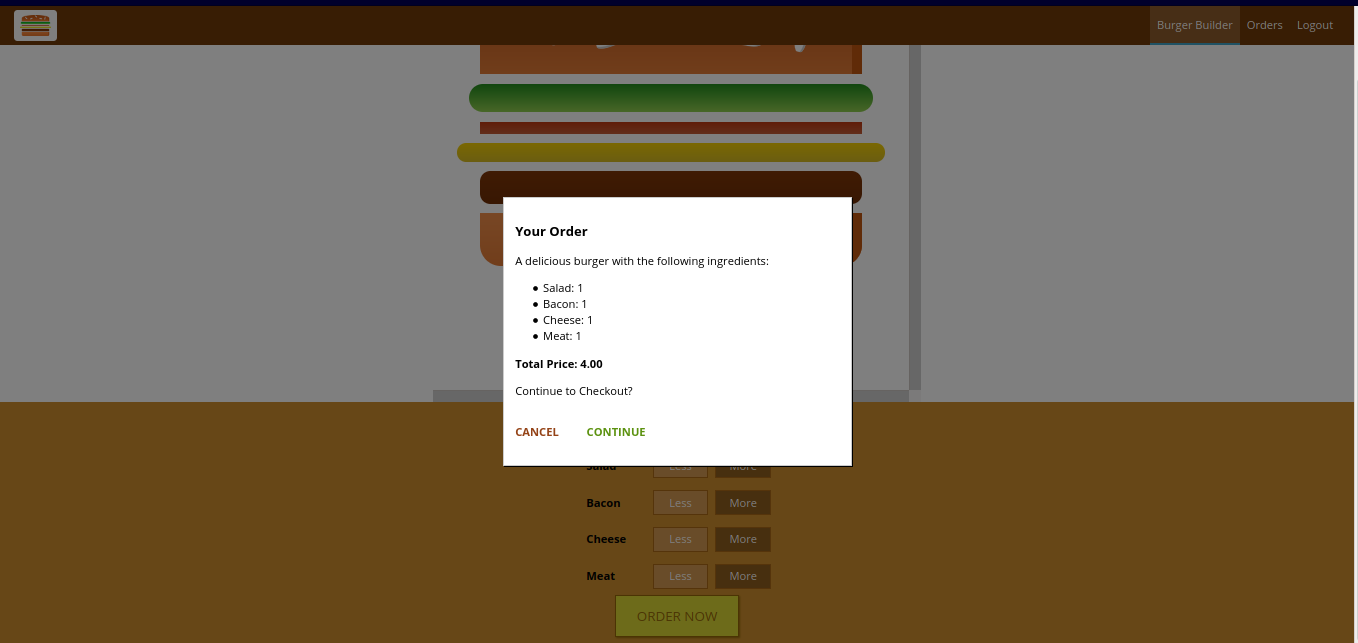 Burger Builder Orders Logout
Your Order
A delicious burger with the following ingredients:
Salad: 1
Bacon: 1
Cheese: 1
Meat: 1
Total Price: 4.00
Continue to Checkout?
CANCEL CONTINUE
Salad Less More
Bacon Less More
Cheese Less More
Meat Less More
ORDER NOW